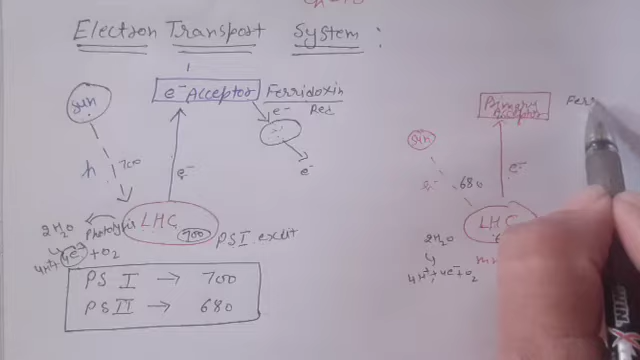 Electron Transport System :
sun
e⁻ Acceptor
Ferridoxin
e⁻ Red
e⁻
h
700
e⁻
2H₂O
Photolysis
LHC
700
PS I
4H⁺ + 4e⁻ + O₂
PS I → 700
PS II → 680
Primary
Acceptor
Fer
sun
e⁻
680
e⁻
LHC
2H₂O
4H⁺ + 4e⁻ + O₂